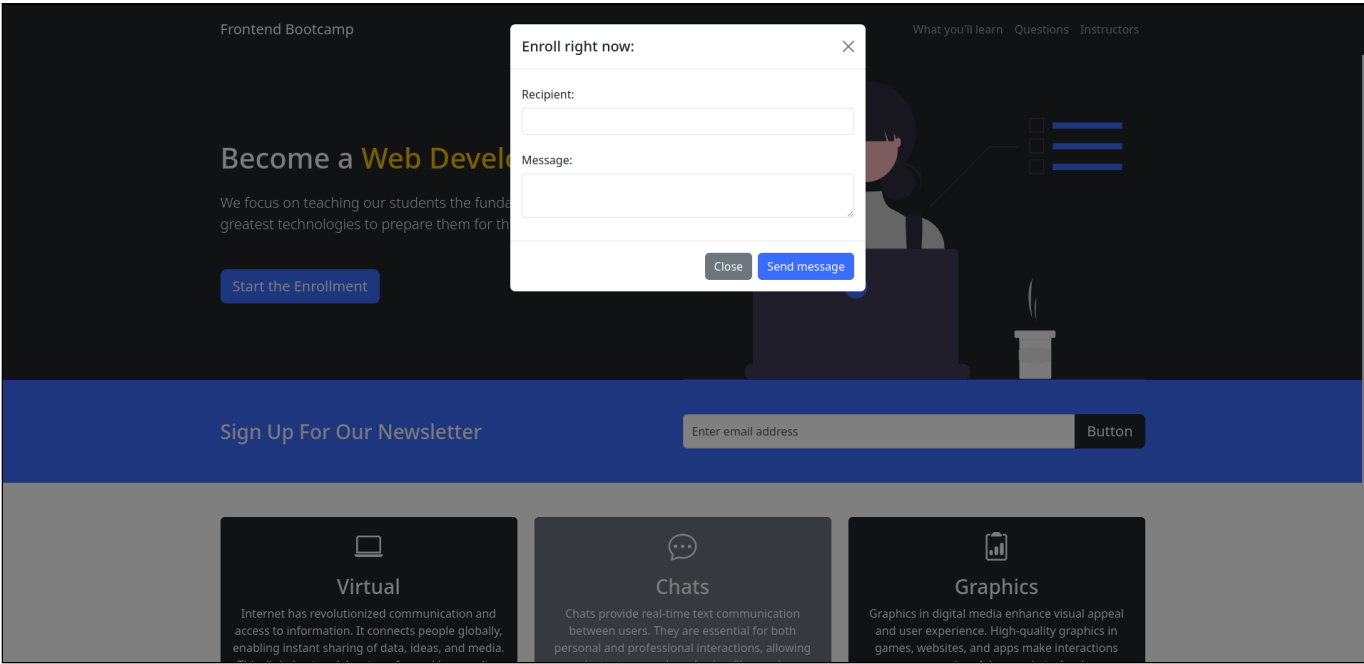 Frontend Bootcamp
What you'll learn Questions Instructors
Enroll right now:
Recipient:
Message:
Close Send message
Become a Web Develo
We focus on teaching our students the funda
greatest technologies to prepare them for th
Start the Enrollment
Sign Up For Our Newsletter
Enter email address
Button
Virtual
Internet has revolutionized communication and
access to information. It connects people globally,
enabling instant sharing of data, ideas, and media.
Chats
Chats provide real-time text communication
between users. They are essential for both
personal and professional interactions, allowing
Graphics
Graphics in digital media enhance visual appeal
and user experience. High-quality graphics in
games, websites, and apps make interactions